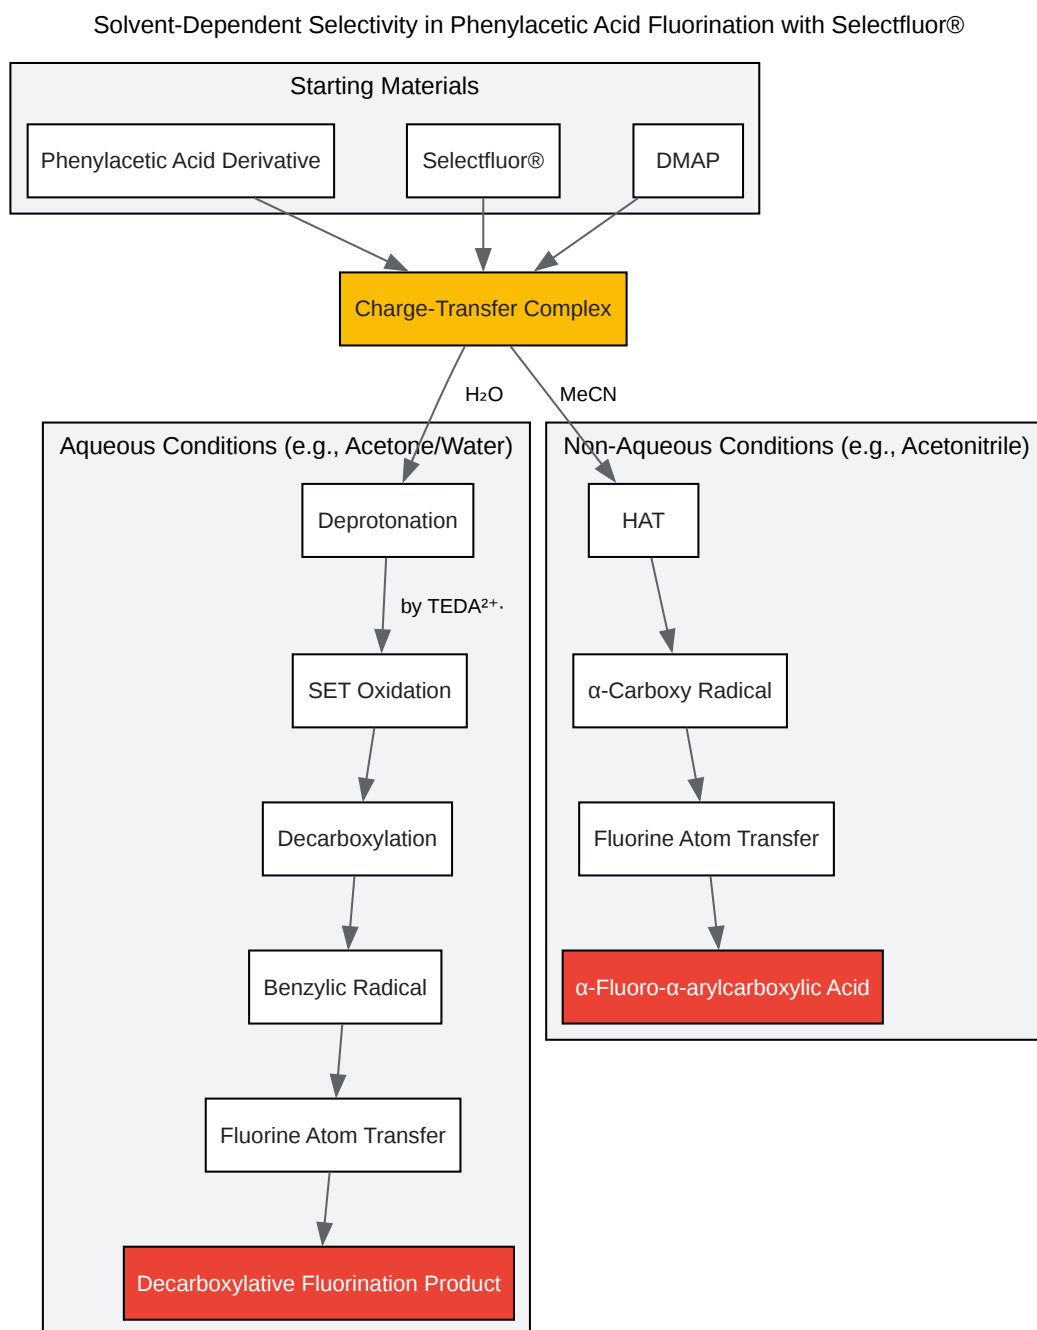 Solvent-Dependent Selectivity in Phenylacetic Acid Fluorination with Selectfluor®
Starting Materials
Phenylacetic Acid Derivative
Selectfluor®
DMAP
Charge-Transfer Complex
H₂O
MeCN
Aqueous Conditions (e.g., Acetone/Water)
Deprotonation
by TEDA²⁺·
SET Oxidation
Decarboxylation
Benzylic Radical
Fluorine Atom Transfer
Decarboxylative Fluorination Product
Non-Aqueous Conditions (e.g., Acetonitrile)
HAT
α-Carboxy Radical
Fluorine Atom Transfer
α-Fluoro-α-arylcarboxylic Acid